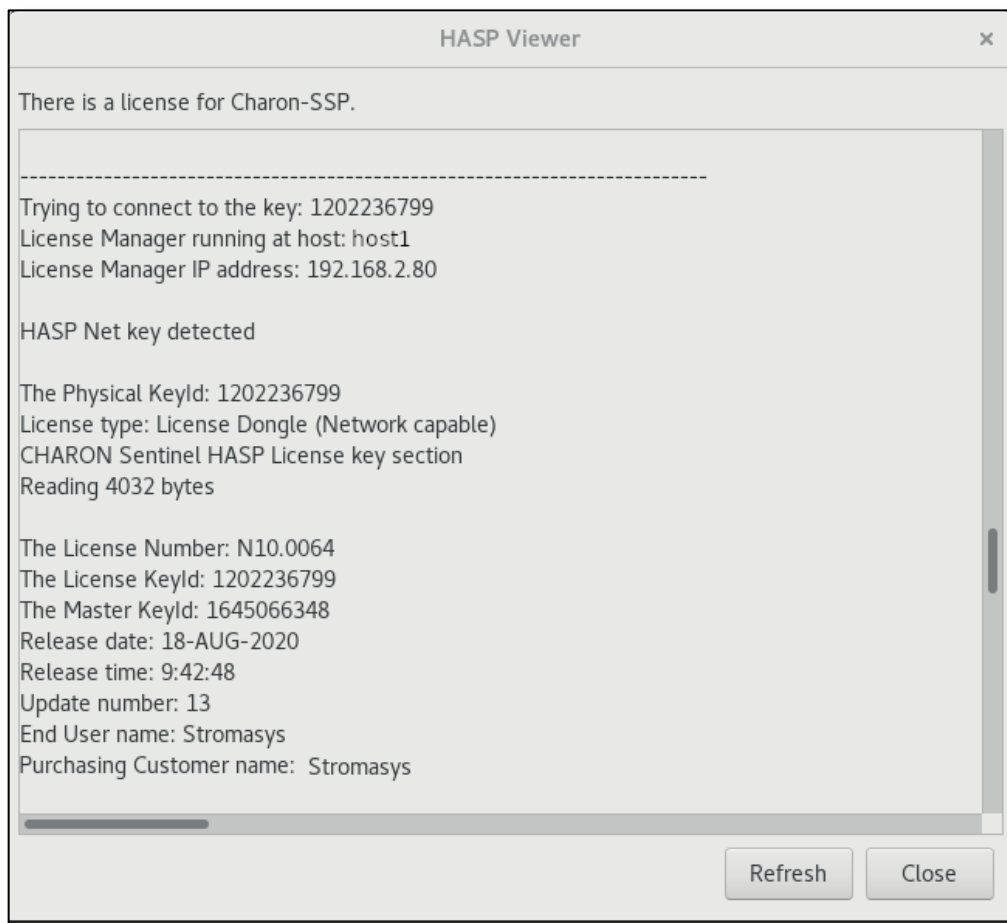 HASP Viewer ×
There is a license for Charon-SSP.
--------------------------------------------------------------------------
Trying to connect to the key: 1202236799
License Manager running at host: host1
License Manager IP address: 192.168.2.80
HASP Net key detected
The Physical KeyId: 1202236799
License type: License Dongle (Network capable)
CHARON Sentinel HASP License key section
Reading 4032 bytes
The License Number: N10.0064
The License KeyId: 1202236799
The Master KeyId: 1645066348
Release date: 18-AUG-2020
Release time: 9:42:48
Update number: 13
End User name: Stromasys
Purchasing Customer name: Stromasys
Refresh Close